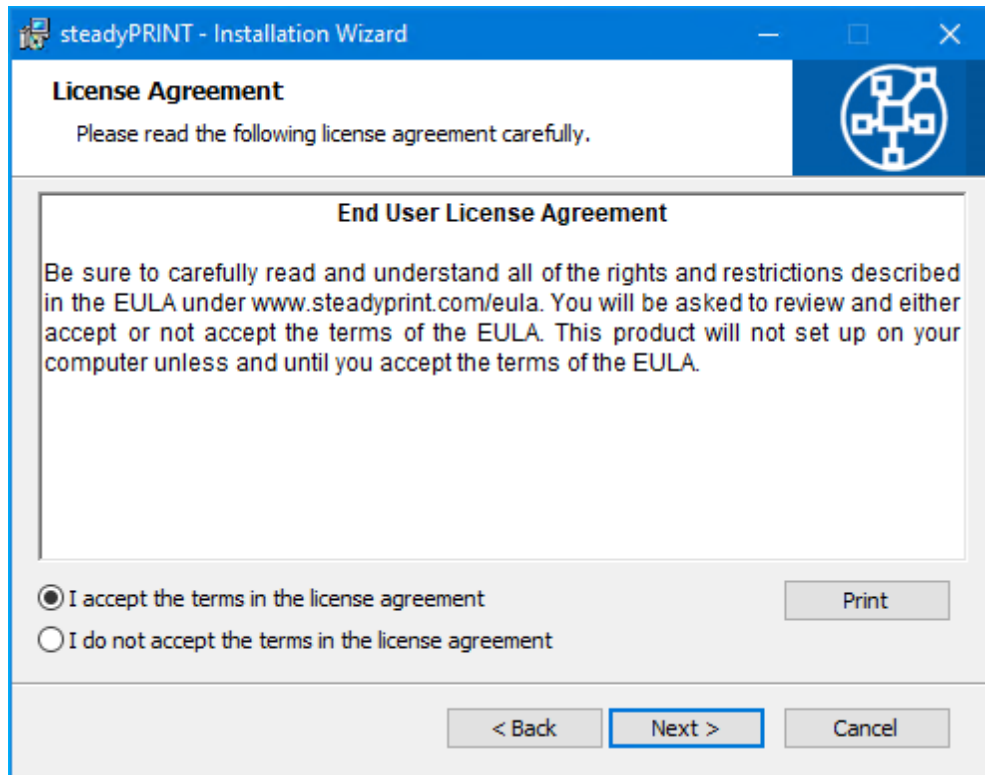 steadyPRINT - Installation Wizard
License Agreement
Please read the following license agreement carefully.
End User License Agreement
Be sure to carefully read and understand all of the rights and restrictions described
in the EULA under www.steadyprint.com/eula. You will be asked to review and either
accept or not accept the terms of the EULA. This product will not set up on your
computer unless and until you accept the terms of the EULA.
I accept the terms in the license agreement
Print
I do not accept the terms in the license agreement
< Back
Next >
Cancel